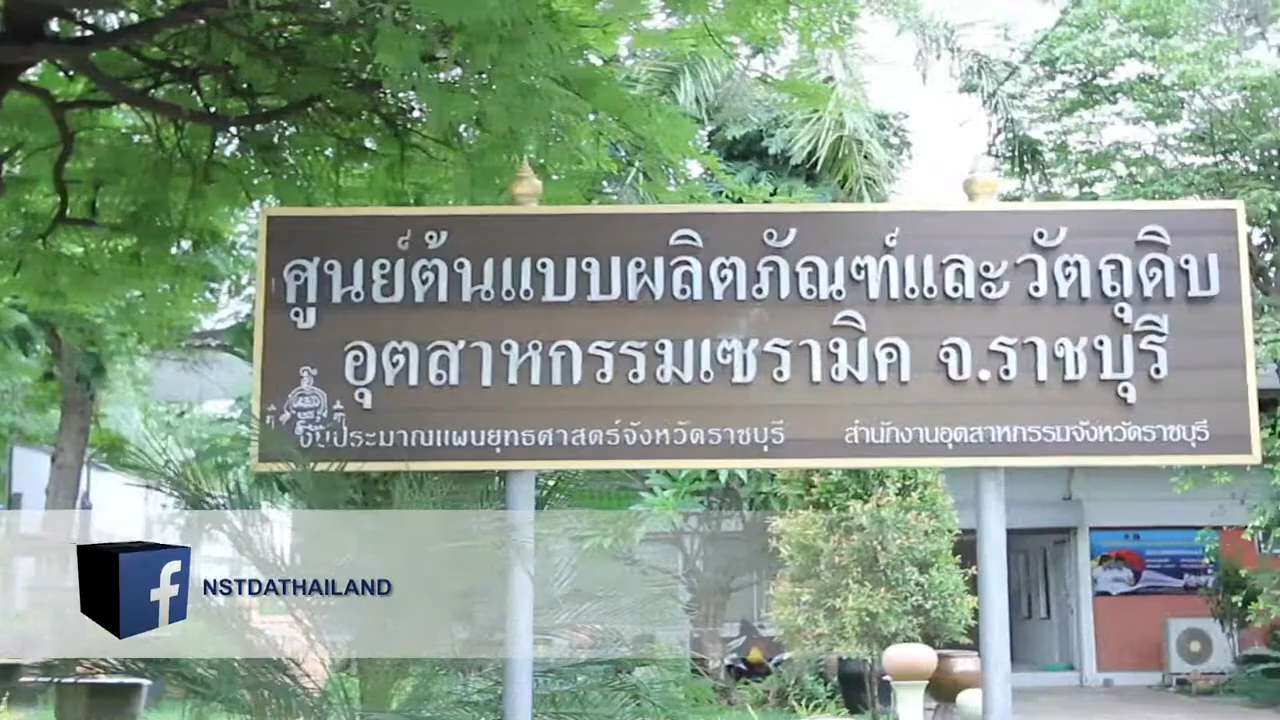 ศูนย์ต้นแบบผลิตภัณฑ์และวัตถุดิบ
อุตสาหกรรมเซรามิค จ.ราชบุรี
งบประมาณแผนยุทธศาสตร์จังหวัดราชบุรี สำนักงานอุตสาหกรรมจังหวัดราชบุรี
f NSTDATHAILAND